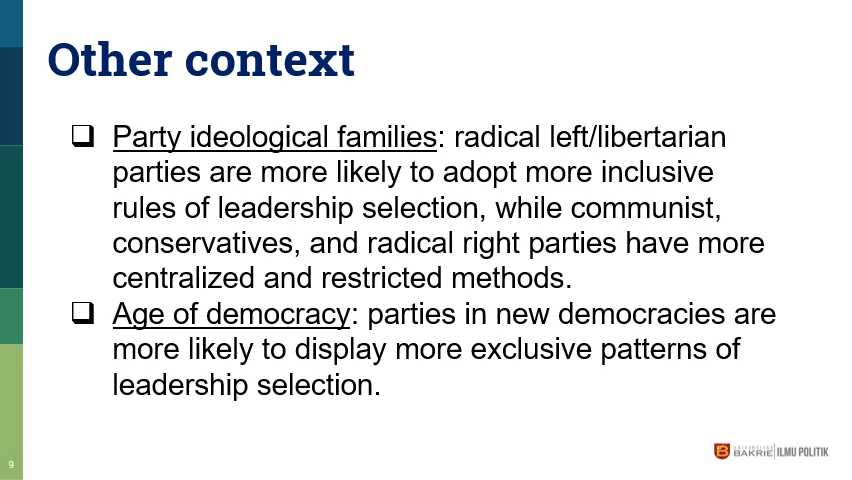 Other context
❑ Party ideological families: radical left/libertarian
parties are more likely to adopt more inclusive
rules of leadership selection, while communist,
conservatives, and radical right parties have more
centralized and restricted methods.
❑ Age of democracy: parties in new democracies are
more likely to display more exclusive patterns of
leadership selection.
9
UNIVERSITAS
BAKRIE ILMU POLITIK